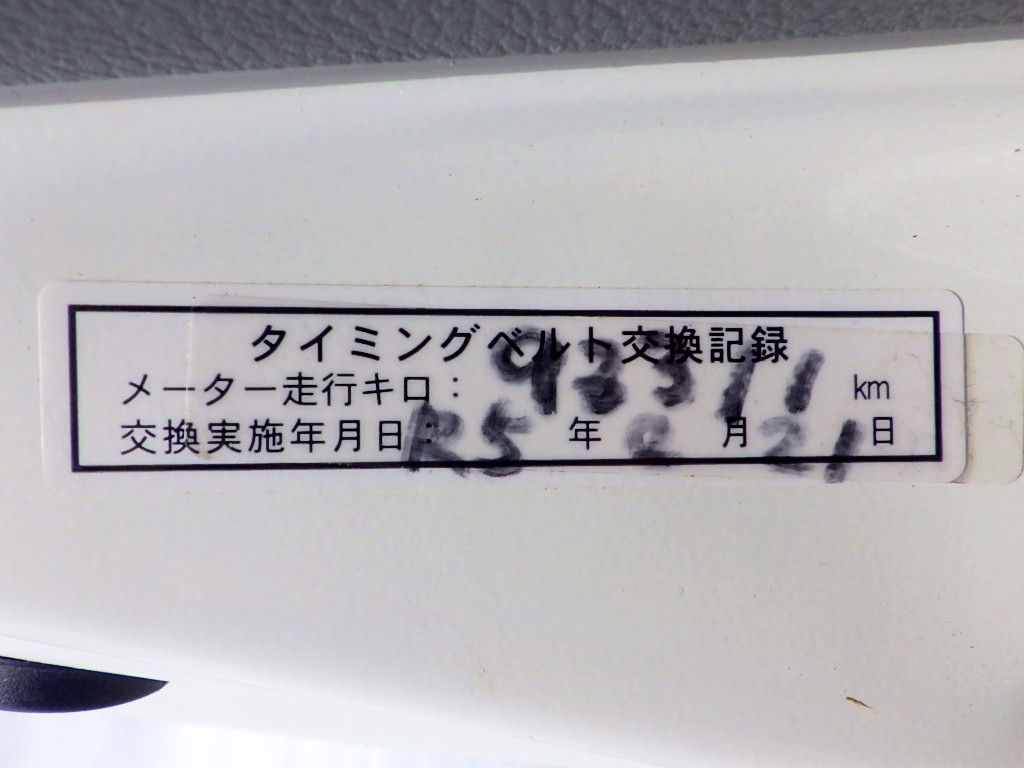 タイミングベルト交換記録
メーター走行キロ: 93311 km
交換実施年月日: R5 年 月 21 日